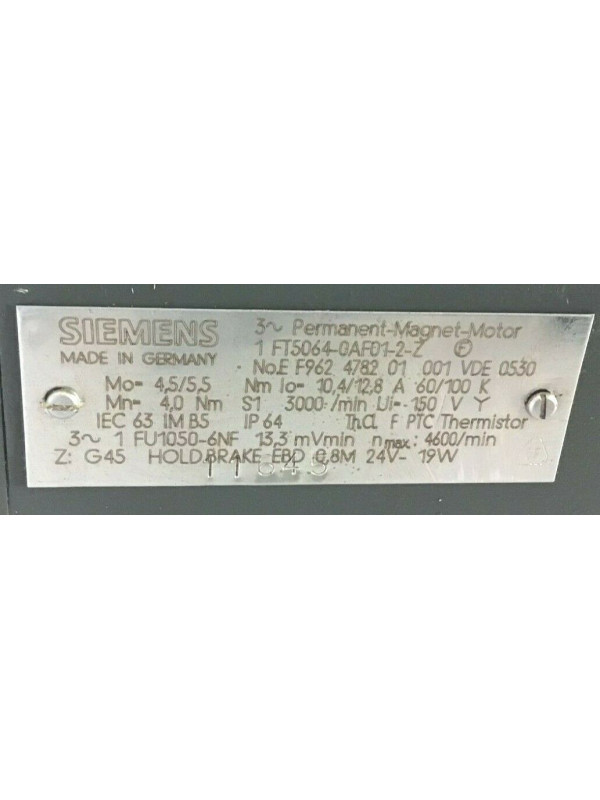 SIEMENS
3~ Permanent-Magnet-Motor
MADE IN GERMANY
1 FT5064-0AF01-2-Z
No.E F962 4782 01 001 VDE 0530
Mo= 4,5/5,5 Nm Io= 10,4/12,8 A 60/100 K
Mn= 4,0 Nm S1 3000/min Ui= 150 V Y
IEC 63 IM B5 IP 64 Th.Cl. F PTC Thermistor
3~ 1 FU1050-6NF 13,3 mVmin nmax.: 4600/min
Z: G45 HOLD.BRAKE EBD 0,8M 24V- 19W